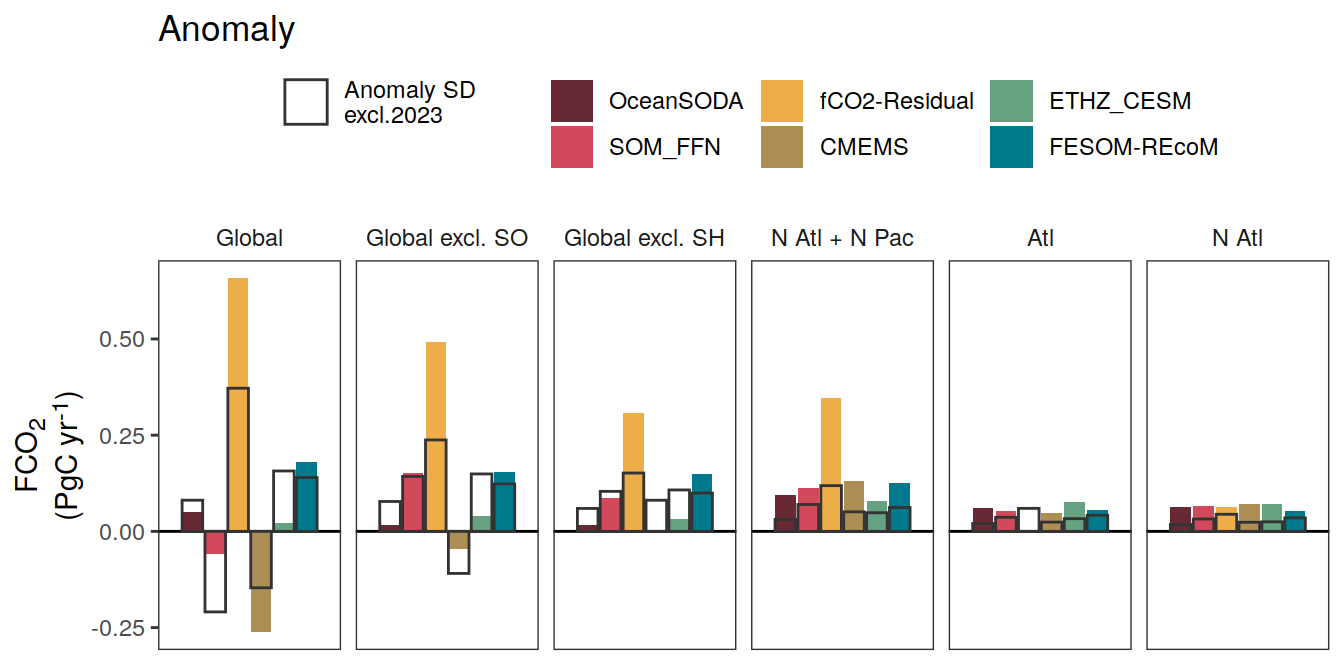 Anomaly
Anomaly SD
excl.2023
OceanSODA
SOM_FFN
fCO2-Residual
CMEMS
ETHZ_CESM
FESOM-REcoM
Global
Global excl. SO
Global excl. SH
N Atl + N Pac
Atl
N Atl
FCO₂
(PgC yr⁻¹)
0.50
0.25
0.00
-0.25